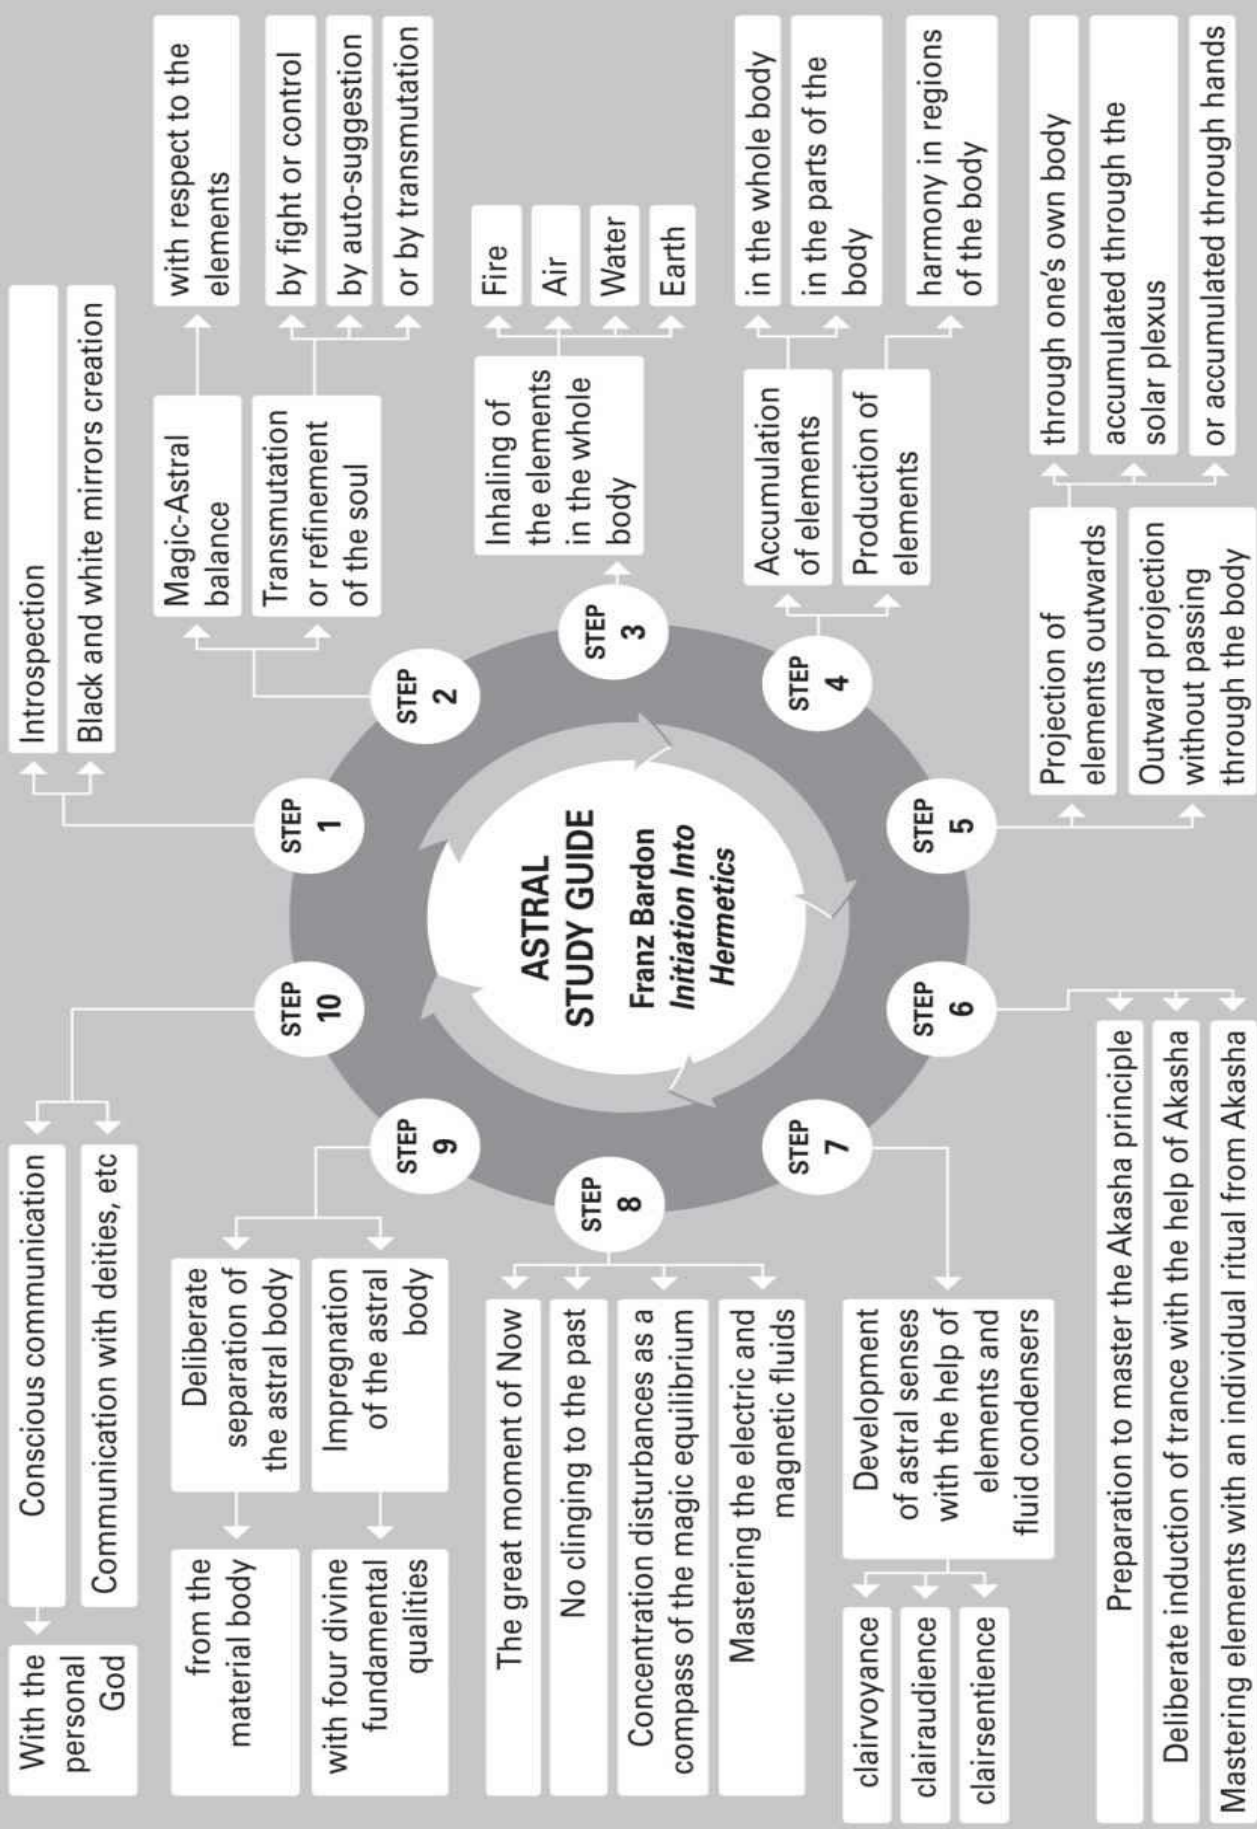 ASTRAL
STUDY GUIDE
Franz Bardon
Initiation Into
Hermetics
STEP
1
Introspection
Black and white mirrors creation
STEP
2
Magic-Astral
balance
with respect to the
elements
Transmutation
or refinement
of the soul
by fight or control
by auto-suggestion
or by transmutation
STEP
3
Inhaling of
the elements
in the whole
body
Fire
Air
Water
Earth
STEP
4
Accumulation
of elements
in the whole body
in the parts of the
body
Production of
elements
harmony in regions
of the body
STEP
5
Projection of
elements outwards
through one's own body
accumulated through the
solar plexus
or accumulated through hands
Outward projection
without passing
through the body
STEP
6
Preparation to master the Akasha principle
Deliberate induction of trance with the help of Akasha
Mastering elements with an individual ritual from Akasha
STEP
7
Development
of astral senses
with the help of
elements and
fluid condensers
clairvoyance
clairaudience
clairsentience
STEP
8
The great moment of Now
No clinging to the past
Concentration disturbances as a
compass of the magic equilibrium
Mastering the electric and
magnetic fluids
STEP
9
Deliberate
separation of
the astral body
from the
material body
Impregnation
of the astral
body
with four divine
fundamental
qualities
STEP
10
Conscious communication
With the
personal
God
Communication with deities, etc